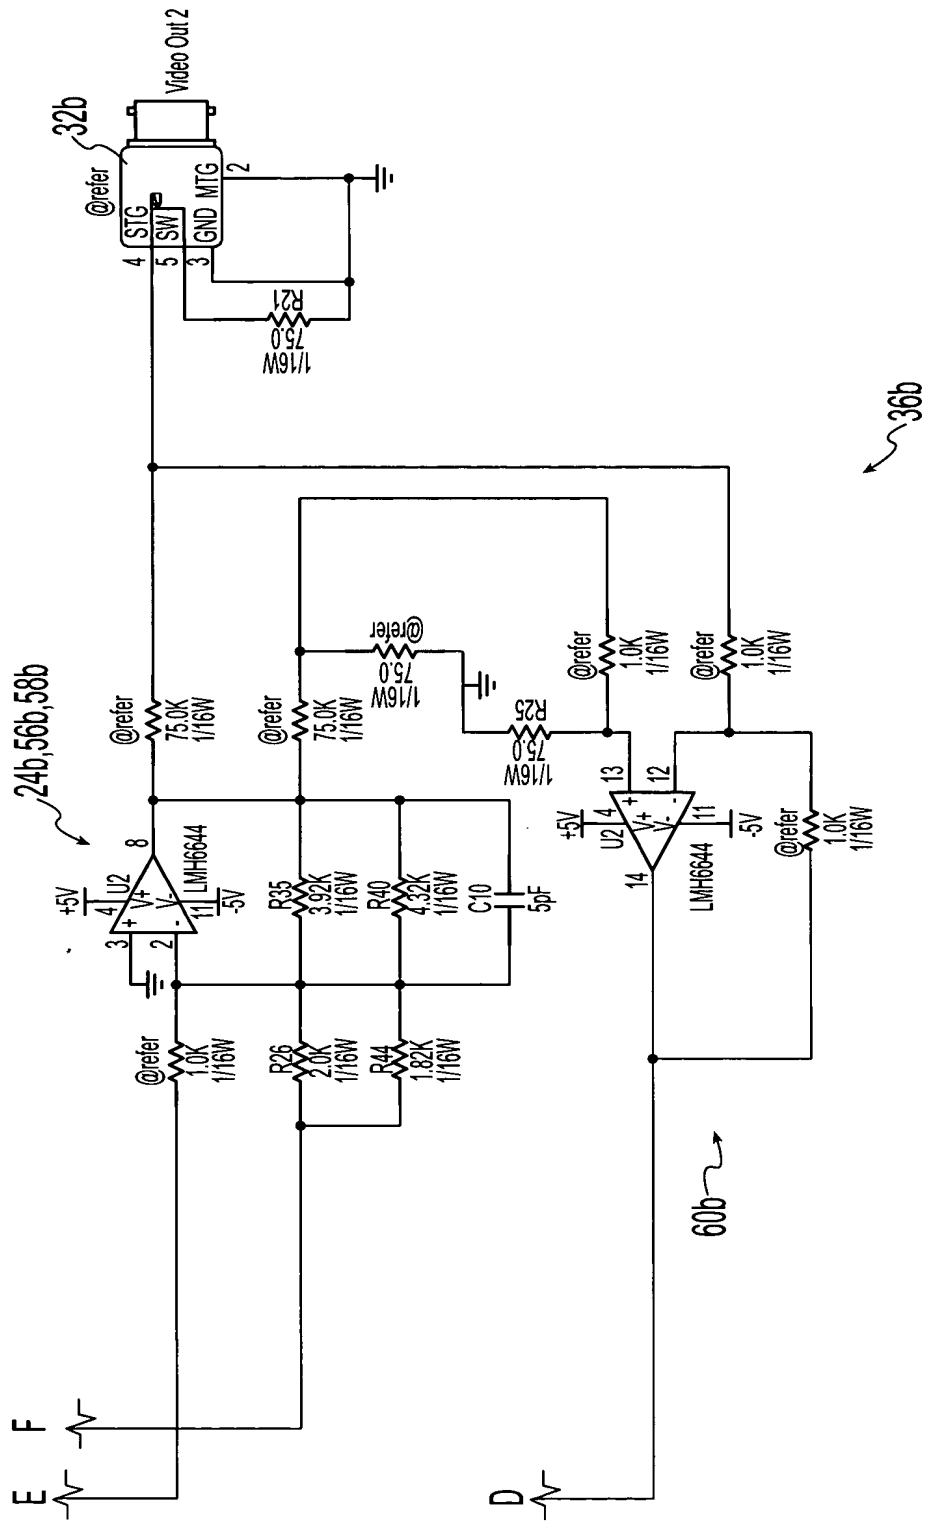 Video Out 2
32b
@refer
STG
SW
GND MTG
4
5
3
2
R21
75.0
1/16W
36b
24b,56b,58b
@refer
75.0K
1/16W
@refer
75.0K
1/16W
@refer
75.0
1/16W
R25
75.0
1/16W
@refer
1.0K
1/16W
@refer
1.0K
1/16W
+5V
4
U2
V+
V-
+
-
3
2
8
11
-5V
LMH6644
R35
3.92K
1/16W
R40
4.32K
1/16W
C10
5pF
@refer
1.0K
1/16W
R26
2.0K
1/16W
R44
1.82K
1/16W
+5V
4
U2
V+
V-
+
-
13
12
14
11
-5V
LMH6644
@refer
1.0K
1/16W
60b
E
F
D